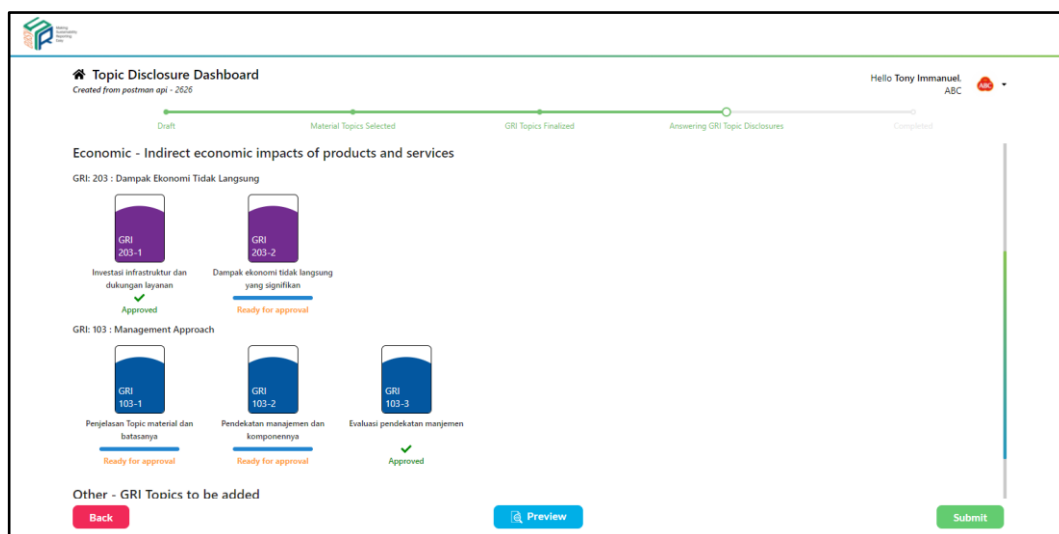 Making
Sustainability
Reporting
Easy
Topic Disclosure Dashboard
Created from postman api - 2626
Hello Tony Immanuel.
ABC
ABC
Draft
Material Topics Selected
GRI Topics Finalized
Answering GRI Topic Disclosures
Completed
Economic - Indirect economic impacts of products and services
GRI: 203 : Dampak Ekonomi Tidak Langsung
GRI
203-1
GRI
203-2
Investasi infrastruktur dan
dukungan layanan
Dampak ekonomi tidak langsung
yang signifikan
Approved
Ready for approval
GRI: 103 : Management Approach
GRI
103-1
GRI
103-2
GRI
103-3
Penjelasan Topic material dan
batasanya
Pendekatan manajemen dan
komponennya
Evaluasi pendekatan manjemen
Ready for approval
Ready for approval
Approved
Other - GRI Topics to be added
Back
Preview
Submit